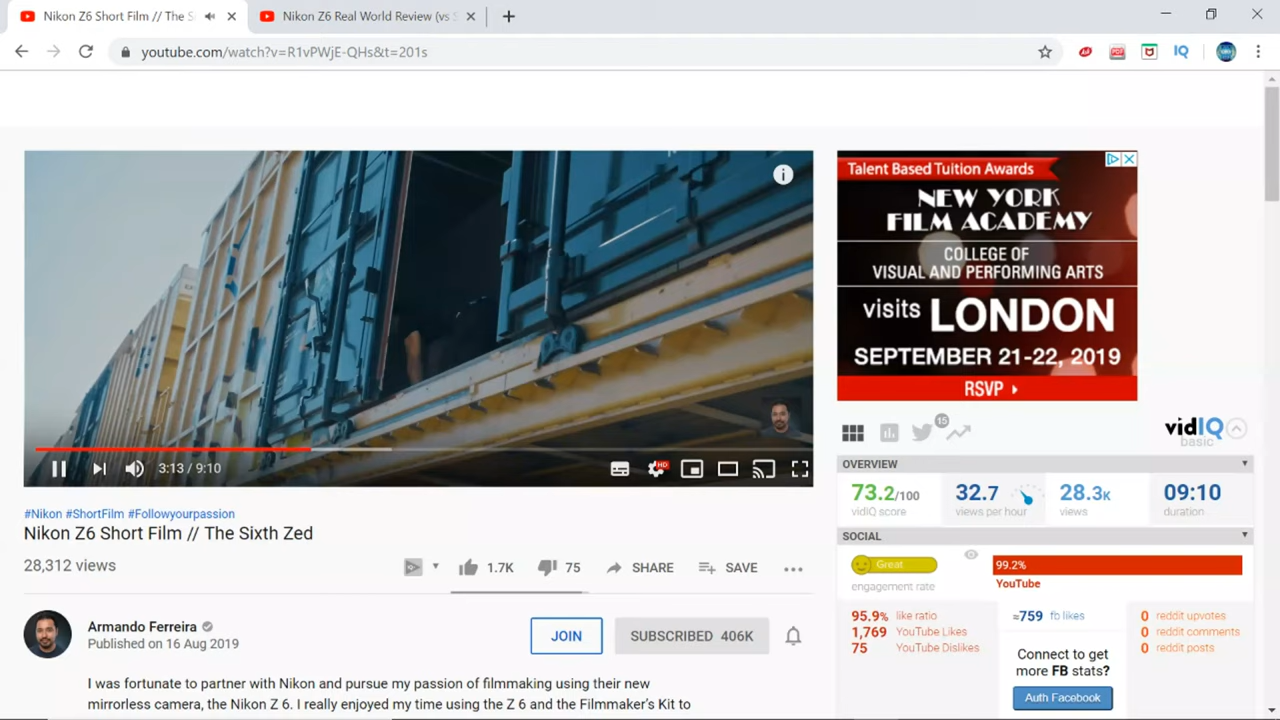 Nikon Z6 Short Film // The S
Nikon Z6 Real World Review (vs S
youtube.com/watch?v=R1vPWjE-QHs&t=201s
PDF
IQ
3:13 / 9:10
HD
#Nikon #ShortFilm #Followyourpassion
Nikon Z6 Short Film // The Sixth Zed
28,312 views
1.7K
75
SHARE
SAVE
Armando Ferreira
Published on 16 Aug 2019
JOIN
SUBSCRIBED 406K
I was fortunate to partner with Nikon and pursue my passion of filmmaking using their new
mirrorless camera, the Nikon Z 6. I really enjoyed my time using the Z 6 and the Filmmaker's Kit to
Talent Based Tuition Awards
NEW YORK
FILM ACADEMY
COLLEGE OF
VISUAL AND PERFORMING ARTS
visits LONDON
SEPTEMBER 21-22, 2019
RSVP
15
vidIQ
basic
OVERVIEW
73.2/100
vidIQ score
32.7
views per hour
28.3K
views
09:10
duration
SOCIAL
Great
engagement rate
99.2%
YouTube
95.9% like ratio
1,769 YouTube Likes
75 YouTube Dislikes
≈759 fb likes
Connect to get
more FB stats?
Auth Facebook
0 reddit upvotes
0 reddit comments
0 reddit posts